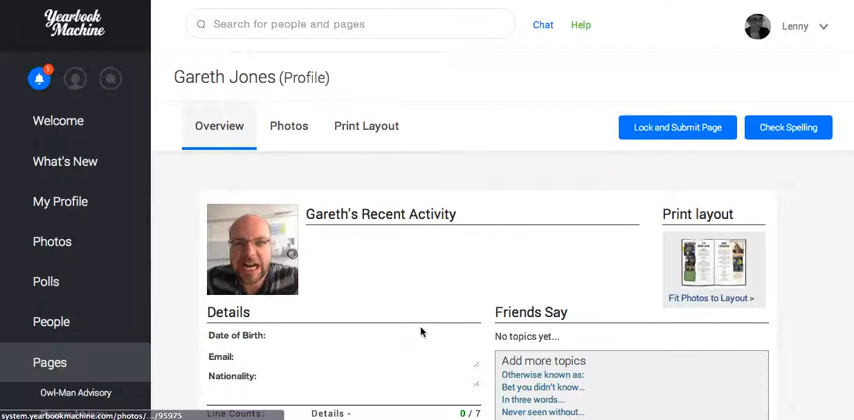 Yearbook
Machine
Search for people and pages
Chat
Help
Lenny
1
Gareth Jones (Profile)
Welcome
What's New
My Profile
Photos
Polls
People
Pages
Owl-Man Advisory
system.yearbookmachine.com/photos/.../95975
Overview
Photos
Print Layout
Lock and Submit Page
Check Spelling
Gareth's Recent Activity
Print layout
Fit Photos to Layout >
Details
Date of Birth:
Email:
Nationality:
Line Counts: Details - 0 / 7
Friends Say
No topics yet...
Add more topics
Otherwise known as:
Bet you didn't know...
In three words...
Never seen without...